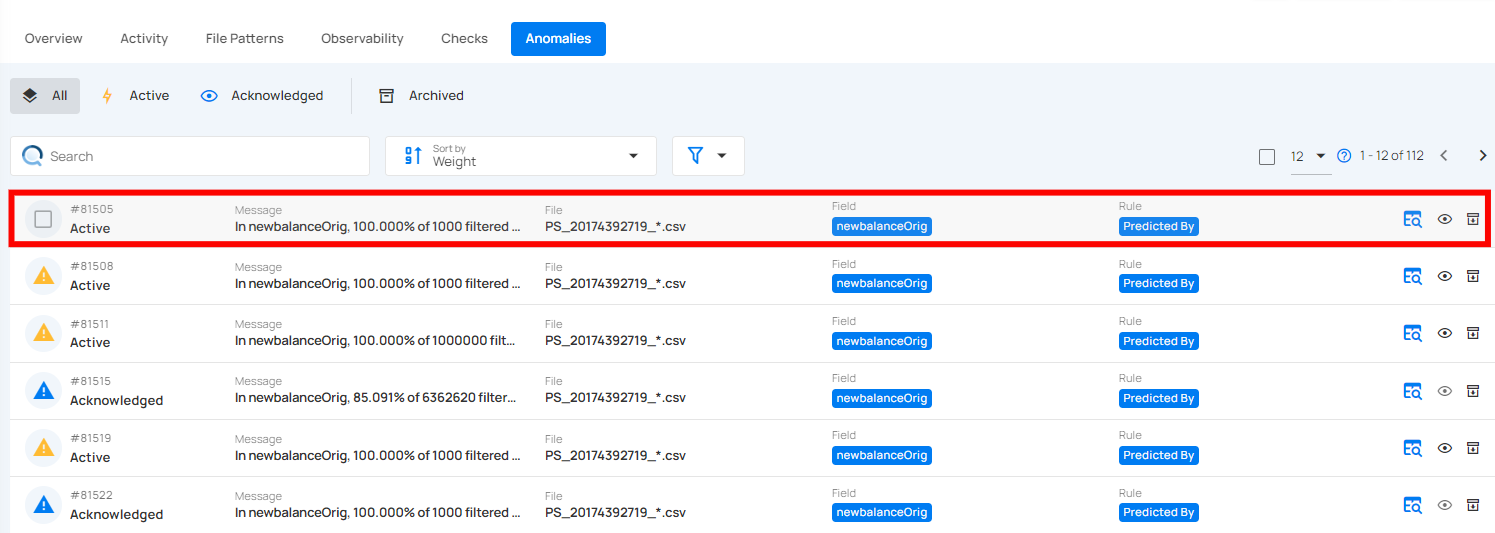 Overview Activity File Patterns Observability Checks Anomalies
All Active Acknowledged Archived
Search Sort by Weight 12 1 - 12 of 112
#81505 Message File Field Rule
Active In newbalanceOrig, 100.000% of 1000 filtered ... PS_20174392719_*.csv newbalanceOrig Predicted By
#81508 Message File Field Rule
Active In newbalanceOrig, 100.000% of 1000 filtered ... PS_20174392719_*.csv newbalanceOrig Predicted By
#81511 Message File Field Rule
Active In newbalanceOrig, 100.000% of 1000000 filt... PS_20174392719_*.csv newbalanceOrig Predicted By
#81515 Message File Field Rule
Acknowledged In newbalanceOrig, 85.091% of 6362620 filter... PS_20174392719_*.csv newbalanceOrig Predicted By
#81519 Message File Field Rule
Active In newbalanceOrig, 100.000% of 1000 filtered ... PS_20174392719_*.csv newbalanceOrig Predicted By
#81522 Message File Field Rule
Acknowledged In newbalanceOrig, 100.000% of 1000 filtered ... PS_20174392719_*.csv newbalanceOrig Predicted By